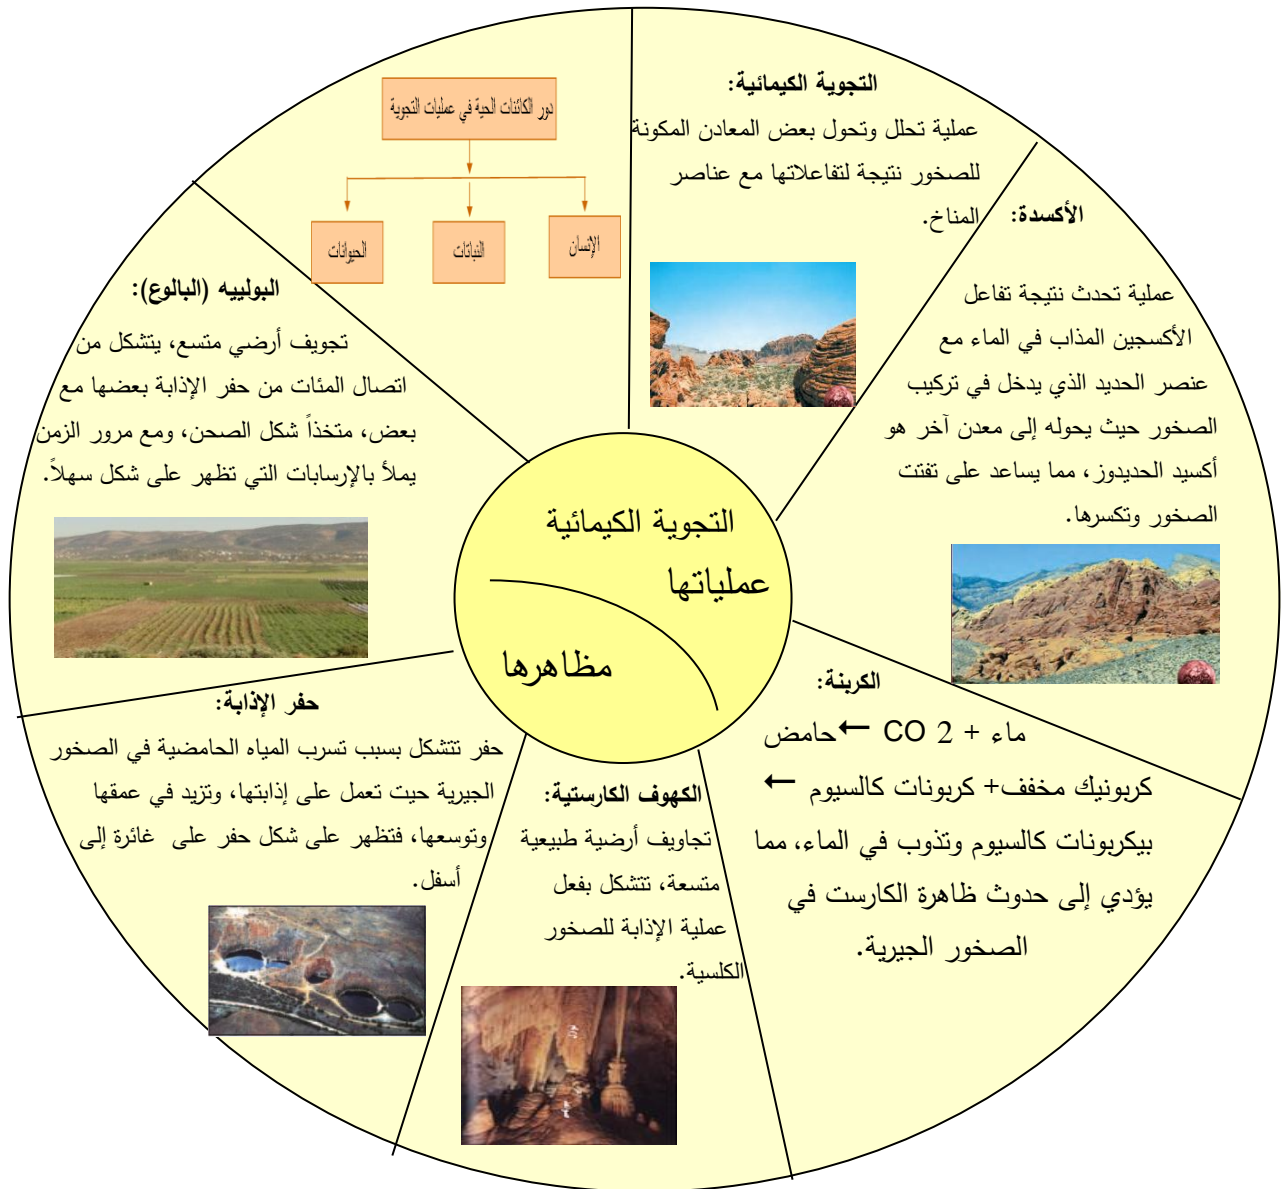 التجوية الكيمائية:
عملية تحلل وتحول بعض المعادن المكونة
للصخور نتيجة لتفاعلاتها مع عناصر
المناخ.
الأكسدة:
عملية تحدث نتيجة تفاعل
الأكسجين المذاب في الماء مع
عنصر الحديد الذي يدخل في تركيب
الصخور حيث يحوله إلى معدن آخر هو
أكسيد الحديدوز، مما يساعد على تفتت
الصخور وتكسرها.
الكربنة:
ماء + CO 2 ←حامض
كربونيك مخفف+ كربونات كالسيوم ←
بيكربونات كالسيوم وتذوب في الماء، مما
يؤدي إلى حدوث ظاهرة الكارست في
الصخور الجيرية.
الكهوف الكارستية:
تجاويف أرضية طبيعية
متسعة، تتشكل بفعل
عملية الإذابة للصخور
الكلسية.
حفر الإذابة:
حفر تتشكل بسبب تسرب المياه الحامضية في الصخور
الجيرية حيت تعمل على إذابتها، وتزيد في عمقها
وتوسعها، فتظهر على شكل حفر على غائرة إلى
أسفل.
البولييه (البالوع):
تجويف أرضي متسع، يتشكل من
اتصال المئات من حفر الإذابة بعضها مع
بعض، متخذاً شكل الصحن، ومع مرور الزمن
يملأ بالإرسابات التي تظهر على شكل سهلاً.
دور الكائنات الحية في عمليات التجوية
الإنسان
النباتات
الحيوانات
التجوية الكيمائية
عملياتها
مظاهرها